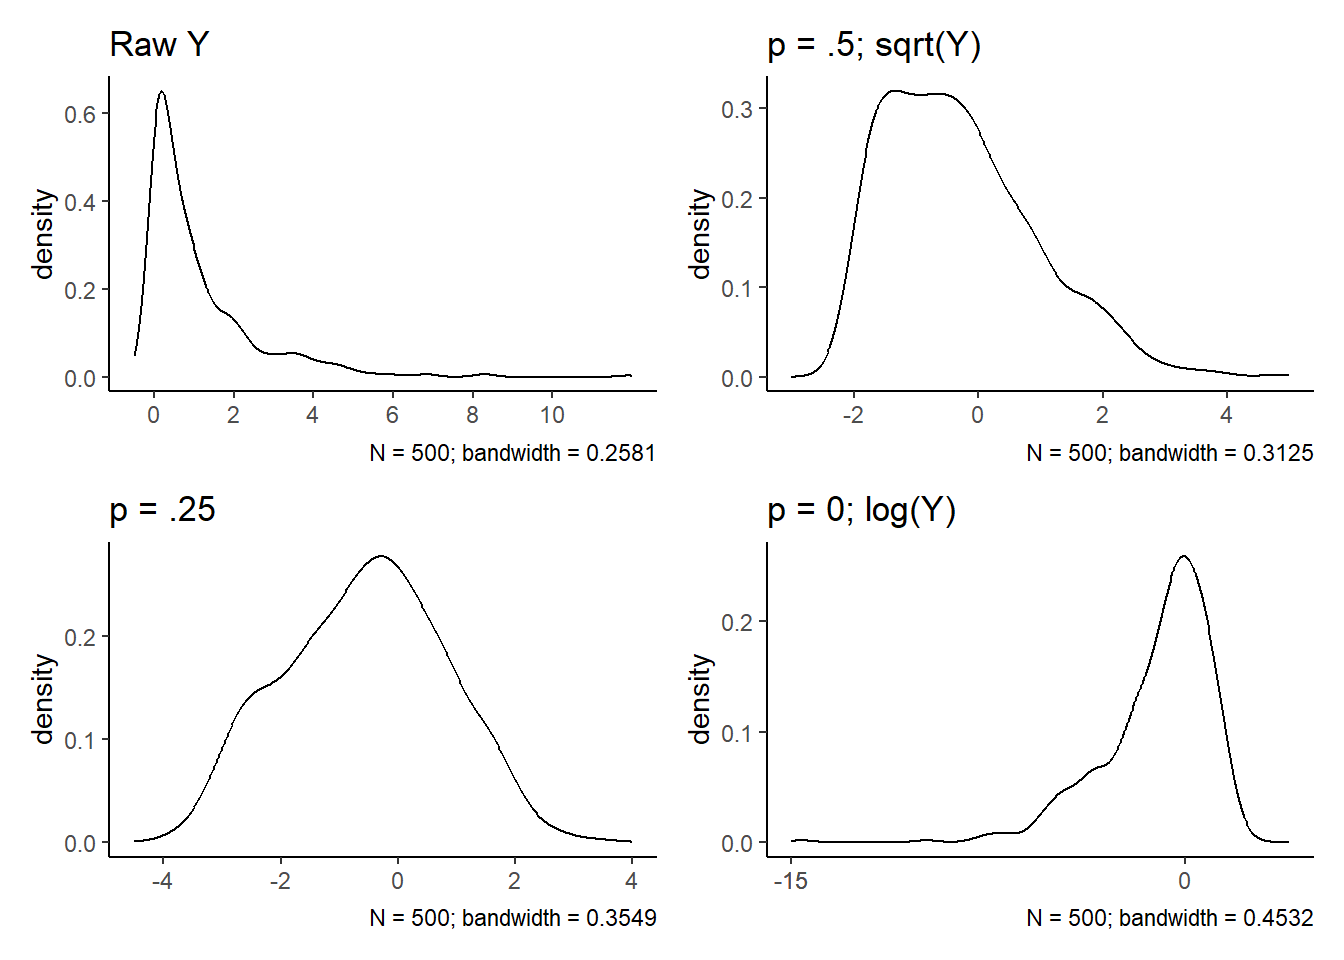 Raw Y
density
0.6
0.4
0.2
0.0
0 2 4 6 8 10
N = 500; bandwidth = 0.2581
p = .5; sqrt(Y)
density
0.3
0.2
0.1
0.0
-2 0 2 4
N = 500; bandwidth = 0.3125
p = .25
density
0.2
0.1
0.0
-4 -2 0 2 4
N = 500; bandwidth = 0.3549
p = 0; log(Y)
density
0.2
0.1
0.0
-15 0
N = 500; bandwidth = 0.4532